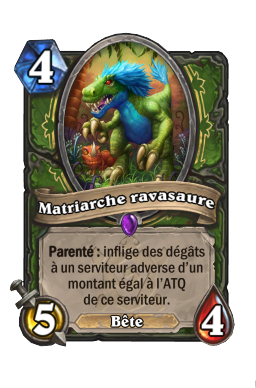 4
Matriarche ravasaure
Parenté : inflige des dégâts
à un serviteur adverse d'un
montant égal à l'ATQ
de ce serviteur.
5
Bête
4